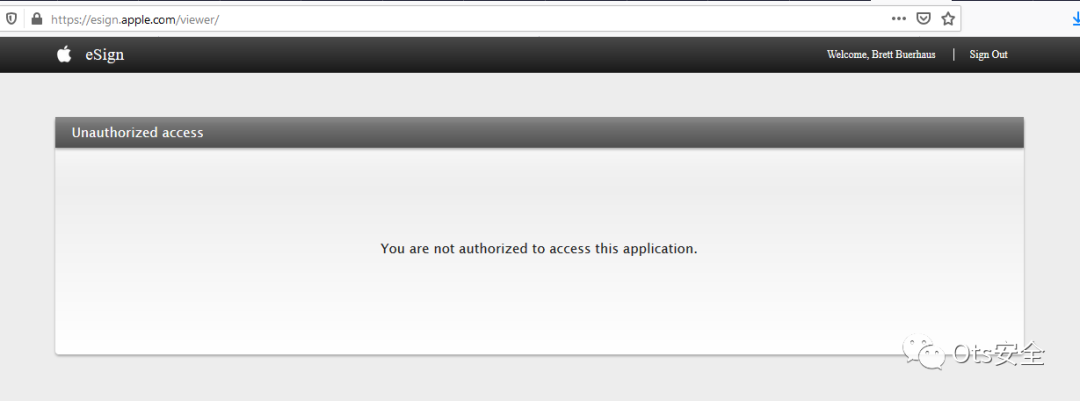 https://esign.apple.com/viewer/
eSign
Welcome, Brett Buerhaus | Sign Out
Unauthorized access
You are not authorized to access this application.
Ots安全